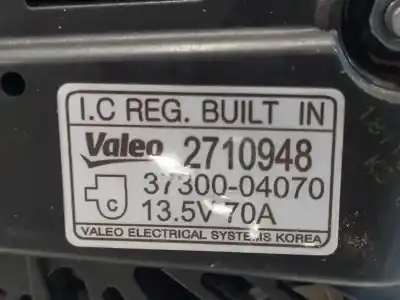 I.C REG. BUILT IN
Valeo 2710948
37300-04070
C
13.5V 70A
VALEO ELECTRICAL SYSTEMS KOREA